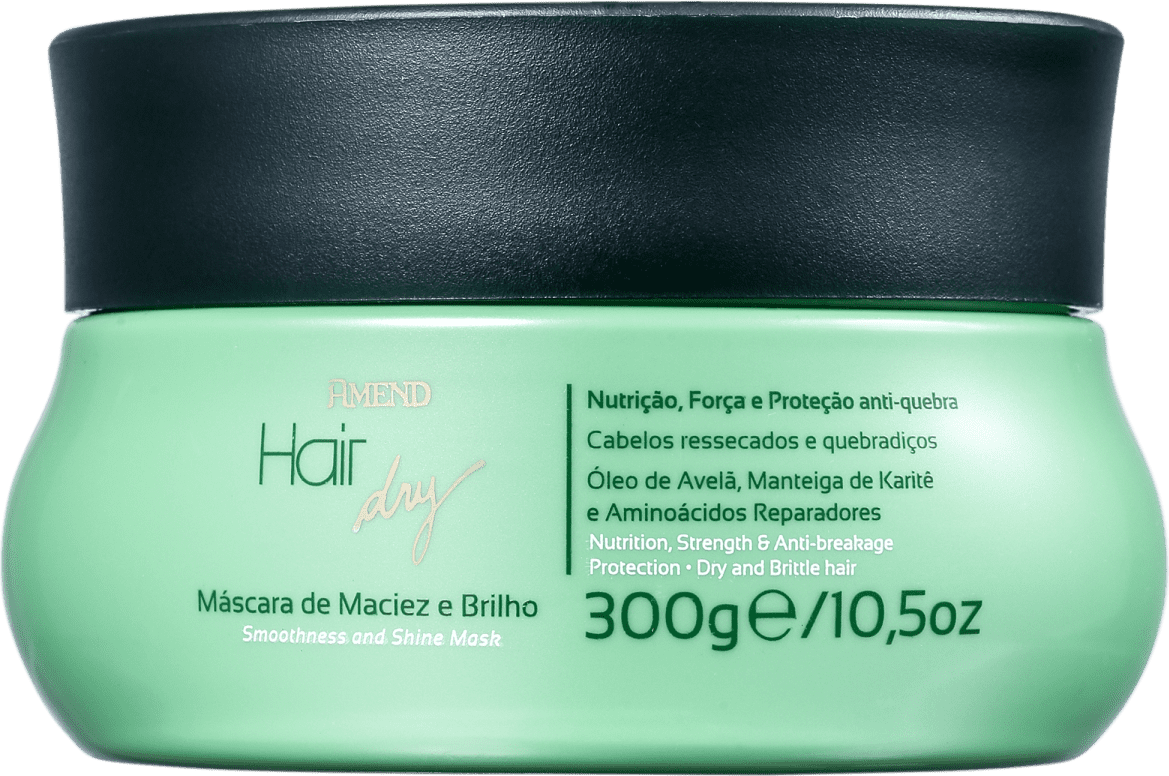 AMEND
Hair
dry
Máscara de Maciez e Brilho
Smoothness and Shine Mask
Nutrição, Força e Proteção anti-quebra
Cabelos ressecados e quebradiços
Óleo de Avelã, Manteiga de Karitê
e Aminoácidos Reparadores
Nutrition, Strength & Anti-breakage
Protection • Dry and Brittle hair
300g℮/10,5oz